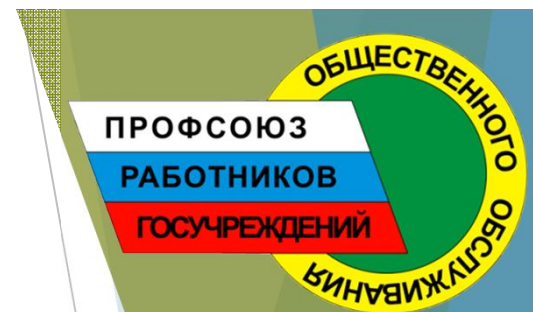 ПРОФСОЮЗ
РАБОТНИКОВ
ГОСУЧРЕЖДЕНИЙ
ОБЩЕСТВЕННОГО ОБСЛУЖИВАНИЯ